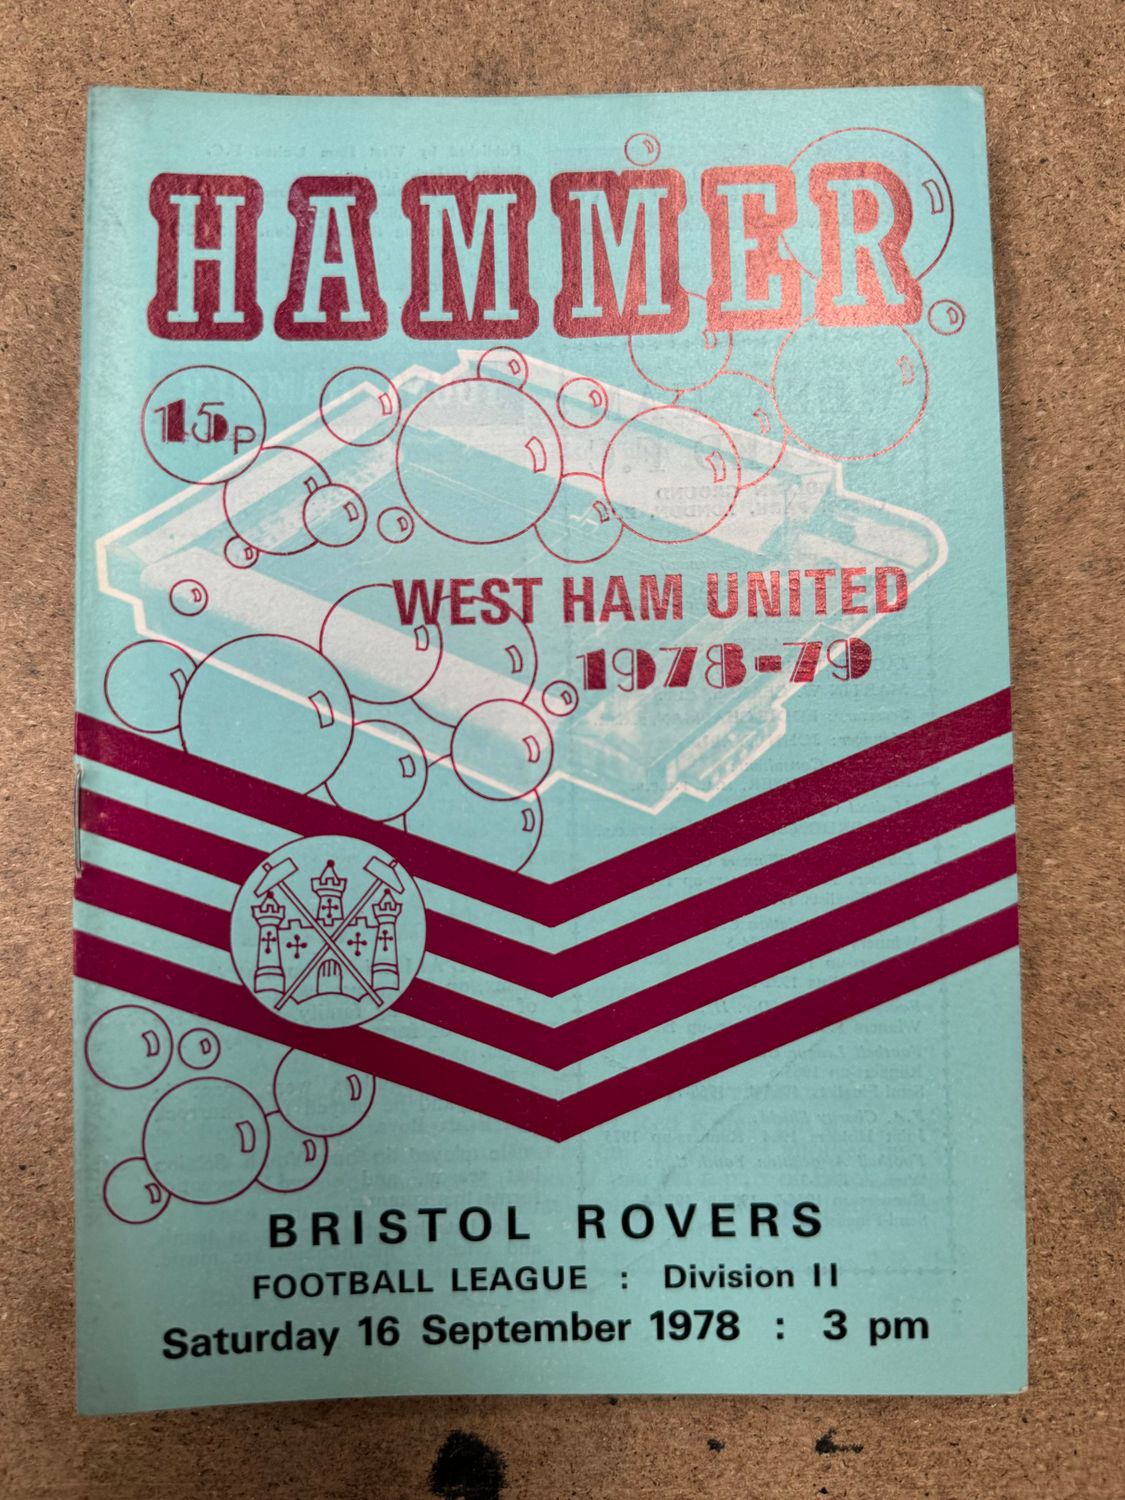 HAMMER
15p
WEST HAM UNITED
1978-79
BRISTOL ROVERS
FOOTBALL LEAGUE : Division II
Saturday 16 September 1978 : 3 pm